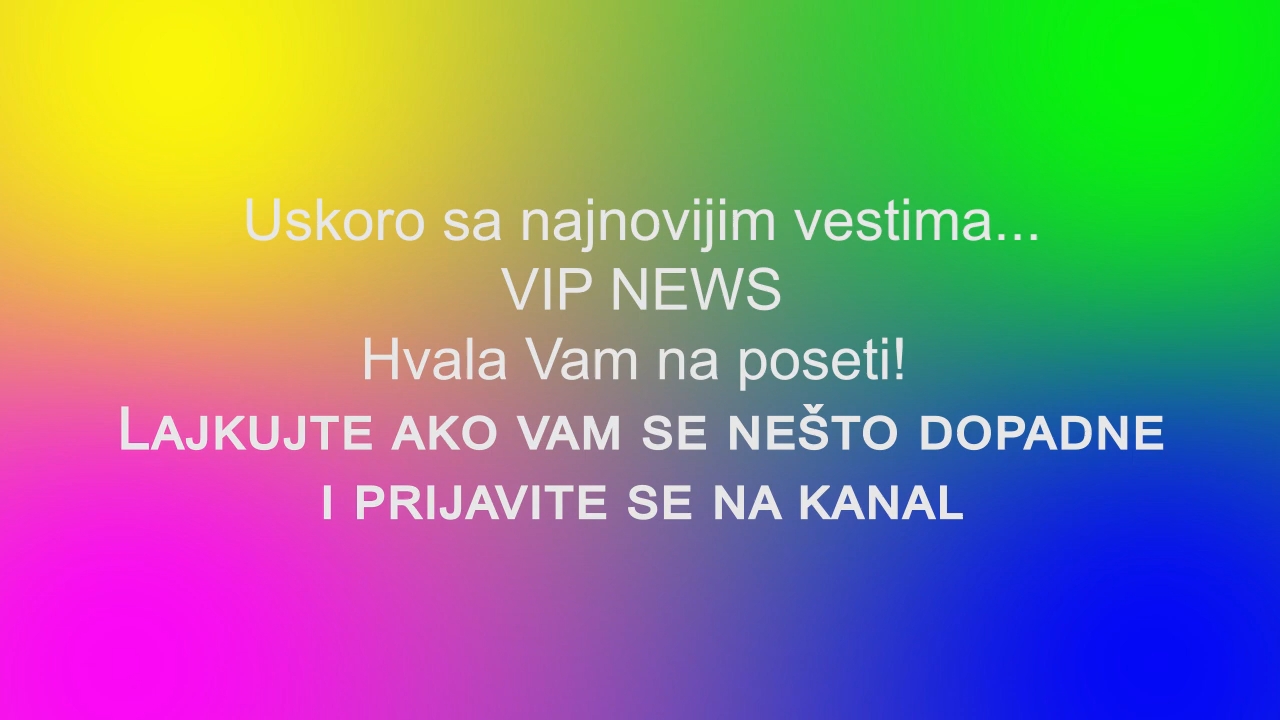 Uskoro sa najnovijim vestima...
VIP NEWS
Hvala Vam na poseti!
LAJKUJTE AKO VAM SE NEŠTO DOPADNE
I PRIJAVITE SE NA KANAL